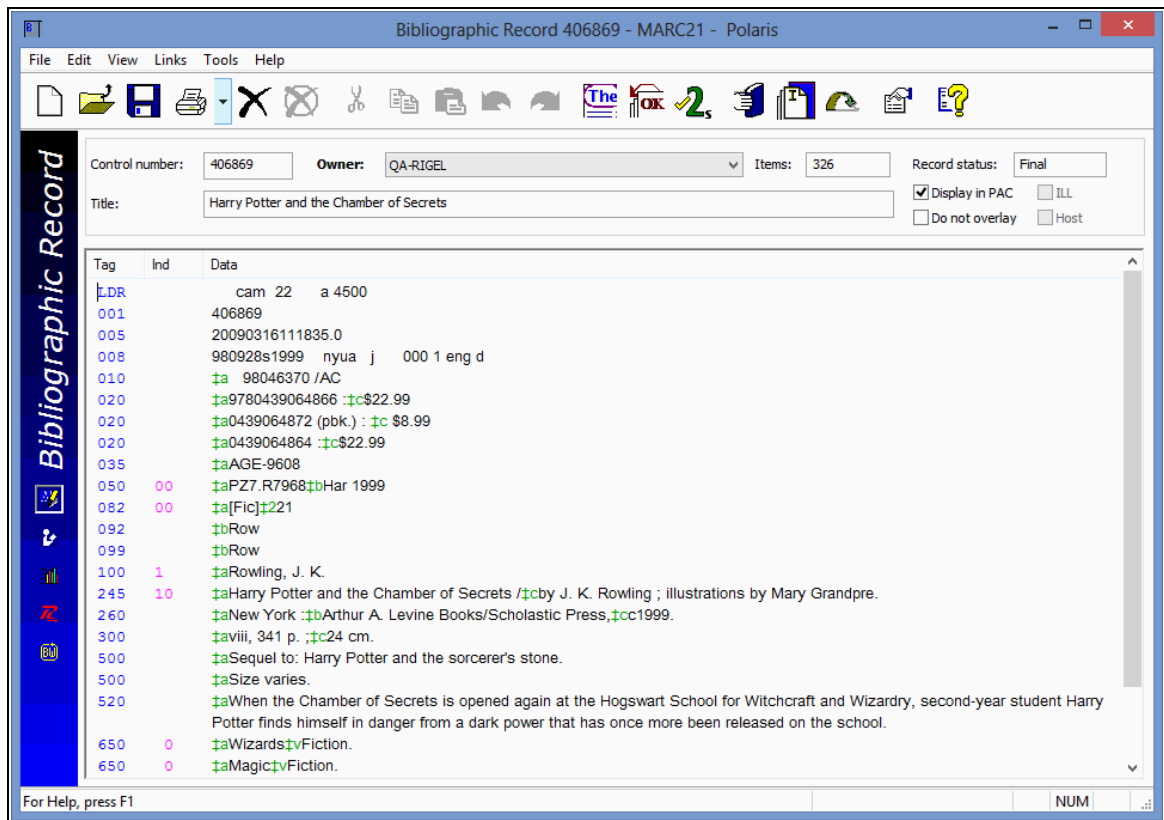 Bibliographic Record 406869 - MARC21 - Polaris
File Edit View Links Tools Help
The OK 2s I
Bibliographic Record
Control number: 406869 Owner: QA-RIGEL Items: 326 Record status: Final
Title: Harry Potter and the Chamber of Secrets
Display in PAC ILL
Do not overlay Host
Tag Ind Data
LDR cam 22 a 4500
001 406869
005 20090316111835.0
008 980928s1999 nyua j 000 1 eng d
010 ‡a 98046370 /AC
020 ‡a9780439064866 :‡c$22.99
020 ‡a0439064872 (pbk.) : ‡c $8.99
020 ‡a0439064864 :‡c$22.99
035 ‡aAGE-9608
050 00 ‡aPZ7.R7968‡bHar 1999
082 00 ‡a[Fic]‡221
092 ‡bRow
099 ‡bRow
100 1 ‡aRowling, J. K.
245 10 ‡aHarry Potter and the Chamber of Secrets /‡cby J. K. Rowling ; illustrations by Mary Grandpre.
260 ‡aNew York :‡bArthur A. Levine Books/Scholastic Press,‡cc1999.
300 ‡aviii, 341 p. ;‡c24 cm.
500 ‡aSequel to: Harry Potter and the sorcerer's stone.
500 ‡aSize varies.
520 ‡aWhen the Chamber of Secrets is opened again at the Hogswart School for Witchcraft and Wizardry, second-year student Harry
Potter finds himself in danger from a dark power that has once more been released on the school.
650 0 ‡aWizards‡vFiction.
650 0 ‡aMagic‡vFiction.
For Help, press F1 NUM